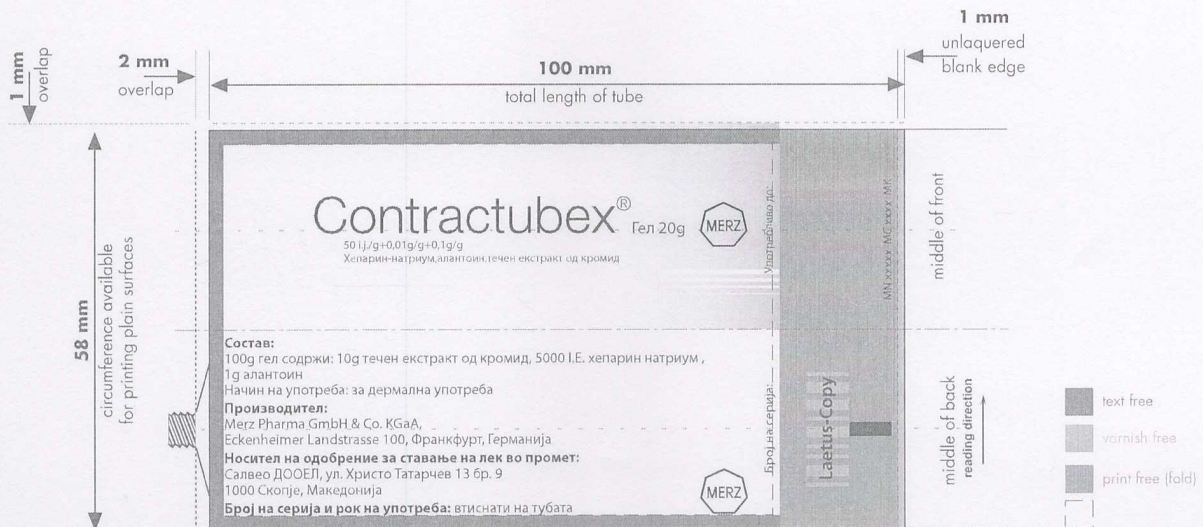 1 mm
overlap
2 mm
overlap
100 mm
total length of tube
1 mm
unlaquered
blank edge
58 mm
circumference available
for printing plain surfaces
Contractubex® Гел 20g
MERZ
50 i.j./g+0,01g/g+0,1g/g
Хепарин-натриум,алантоин,течен екстракт од кромид
Употребливо до:
MN xxxxx MC xxxx MK
middle of front
Состав:
100g гел содржи: 10g течен екстракт од кромид, 5000 I.E. хепарин натриум ,
1g алантоин
Начин на употреба: за дермална употреба
Производител:
Merz Pharma GmbH & Co. KGaA,
Eckenheimer Landstrasse 100, Франкфурт, Германија
Носител на одобрение за ставање на лек во промет:
Салвео ДООЕЛ, ул. Христо Татарчев 13 бр. 9
1000 Скопје, Македонија
Број на серија и рок на употреба: втиснати на тубата
MERZ
Број на серија:
Laetus-Copy
middle of back
reading direction
text free
varnish free
print free (fold)